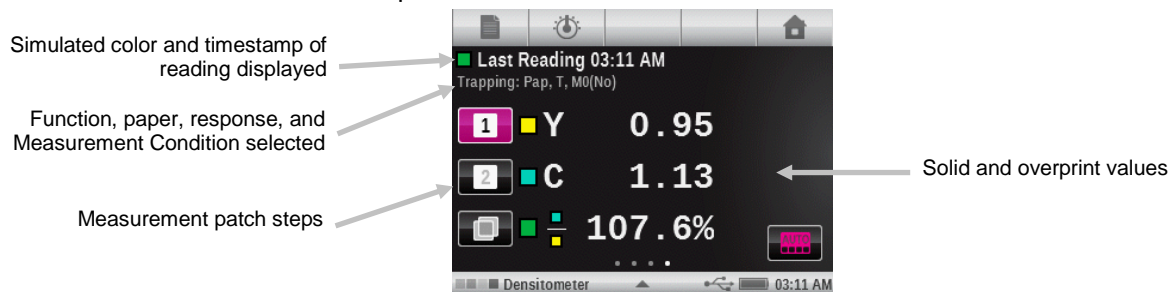 Simulated color and timestamp of
reading displayed
Function, paper, response, and
Measurement Condition selected
Measurement patch steps
Last Reading 03:11 AM
Trapping: Pap, T, M0(No)
1 Y 0.95
2 C 1.13
107.6%
AUTO
Densitometer 03:11 AM
Solid and overprint values